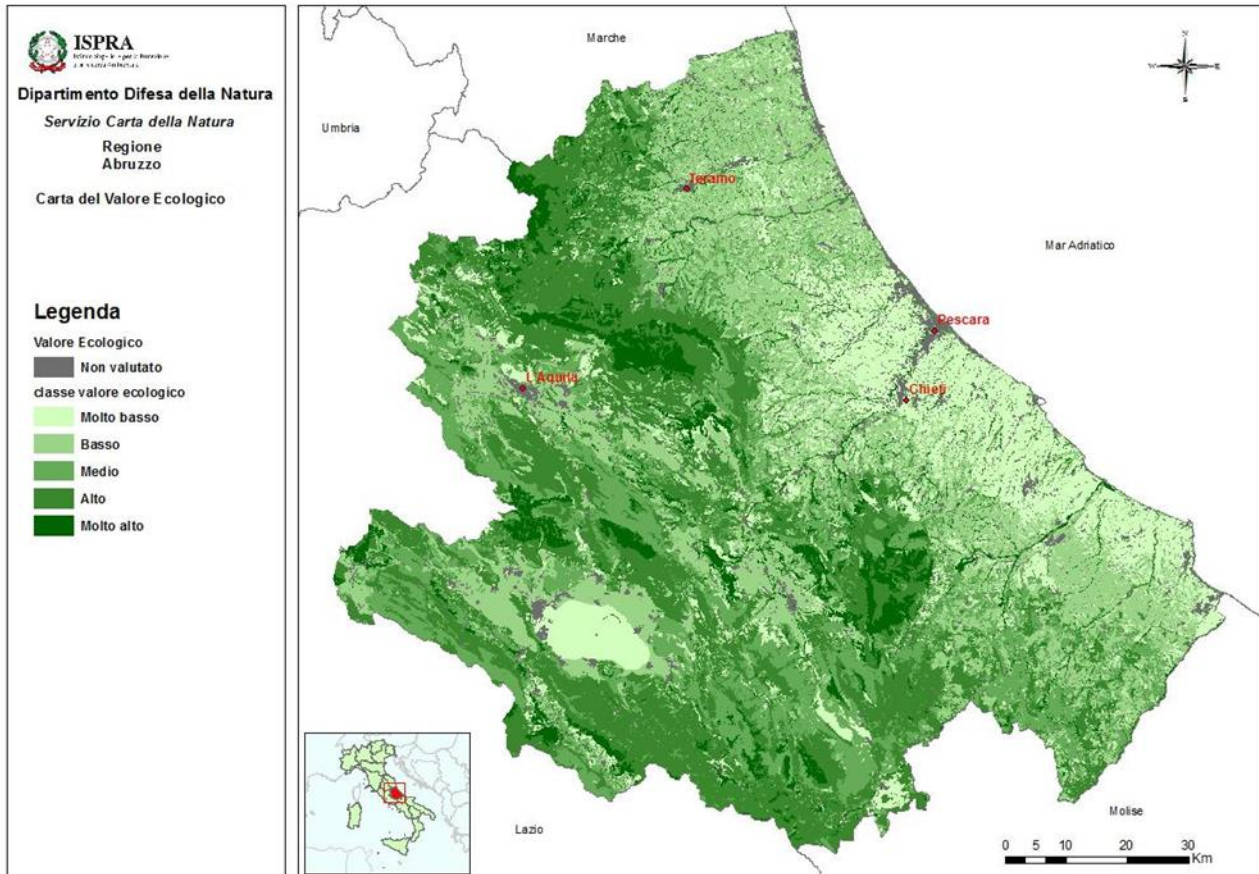 ISPRA
Dipartimento Difesa della Natura
Servizio Carta della Natura
Regione
Abruzzo
Carta del Valore Ecologico
Legenda
Valore Ecologico
Non valutato
classe valore ecologico
Molto basso
Basso
Medio
Alto
Molto alto
Marche
Umbria
Teramo
Mar Adriatico
Pescara
L'Aquila
Chieti
Lazio
Molise
N
W E
S
0 5 10 20 30
Km